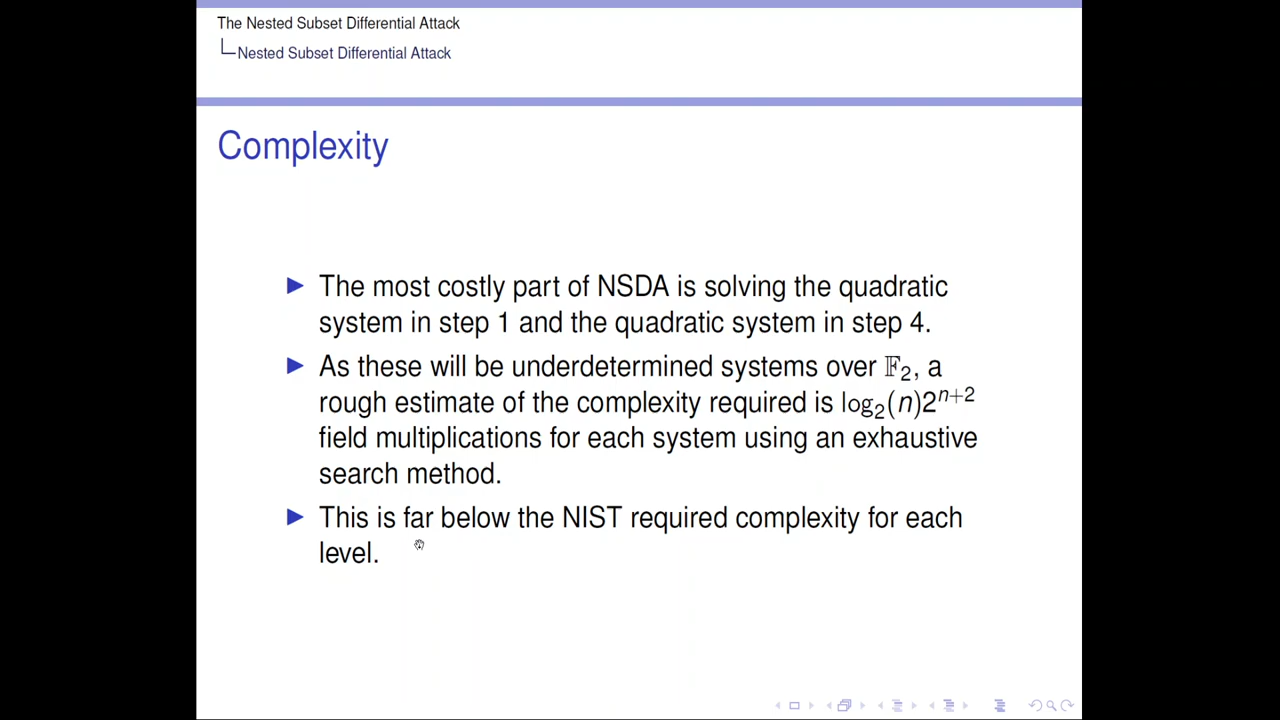 The Nested Subset Differential Attack
Nested Subset Differential Attack
Complexity
The most costly part of NSDA is solving the quadratic
system in step 1 and the quadratic system in step 4.
As these will be underdetermined systems over 𝔽₂, a
rough estimate of the complexity required is log₂(n)2ⁿ⁺²
field multiplications for each system using an exhaustive
search method.
This is far below the NIST required complexity for each
level.